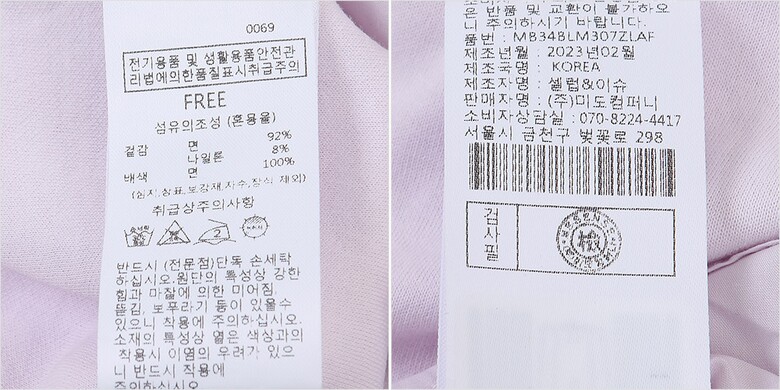 0069
전기용품 및 생활용품안전관
리법에의한품질표시취급주의
FREE
섬유의조성 (혼용율)
겉감 면 92%
나일론 8%
배색 면 100%
(심지,상표,보강재,자수,장식 제외)
취급상주의사항
반드시 (전문점)단독 손세탁
하십시오.원단의 특성상 강한
힘과 마찰에 의한 미어짐,
뜯김, 보푸라기 등이 있을수
있으니 착용에 주의하십시오.
소재의 특성상 옅은 색상과의
착용시 이염의 우려가 있으
니 반드시 착용에
주의하십시오
온 반품 및 교환이 불가하오
니 주의하시기 바랍니다.
품번 : MB34BLM307ZLAF
제조년월 : 2023년02월
제조국명 : KOREA
제조자명 : 셀럽&이슈
판매자명 : (주)미도컴퍼니
소비자상담실 : 070-8224-4417
서울시 금천구 벚꽃로 298
검사필
檢